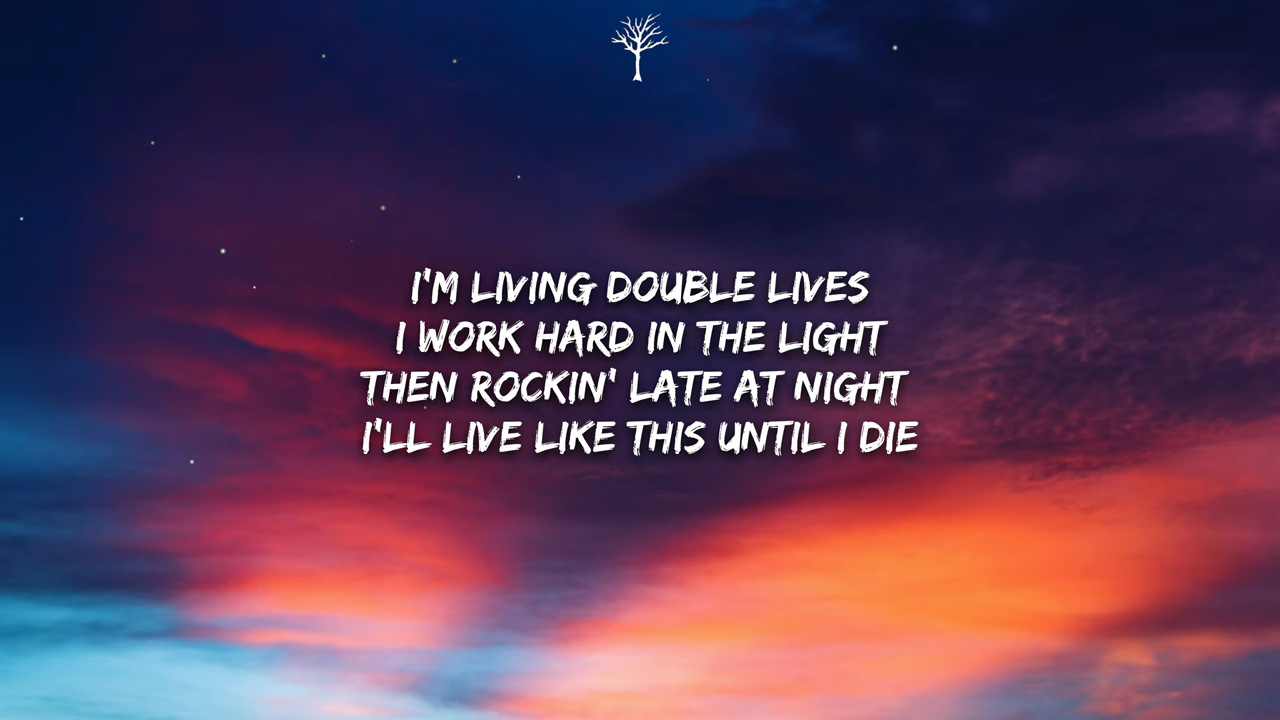 I'M LIVING DOUBLE LIVES
I WORK HARD IN THE LIGHT
THEN ROCKIN' LATE AT NIGHT
I'LL LIVE LIKE THIS UNTIL I DIE